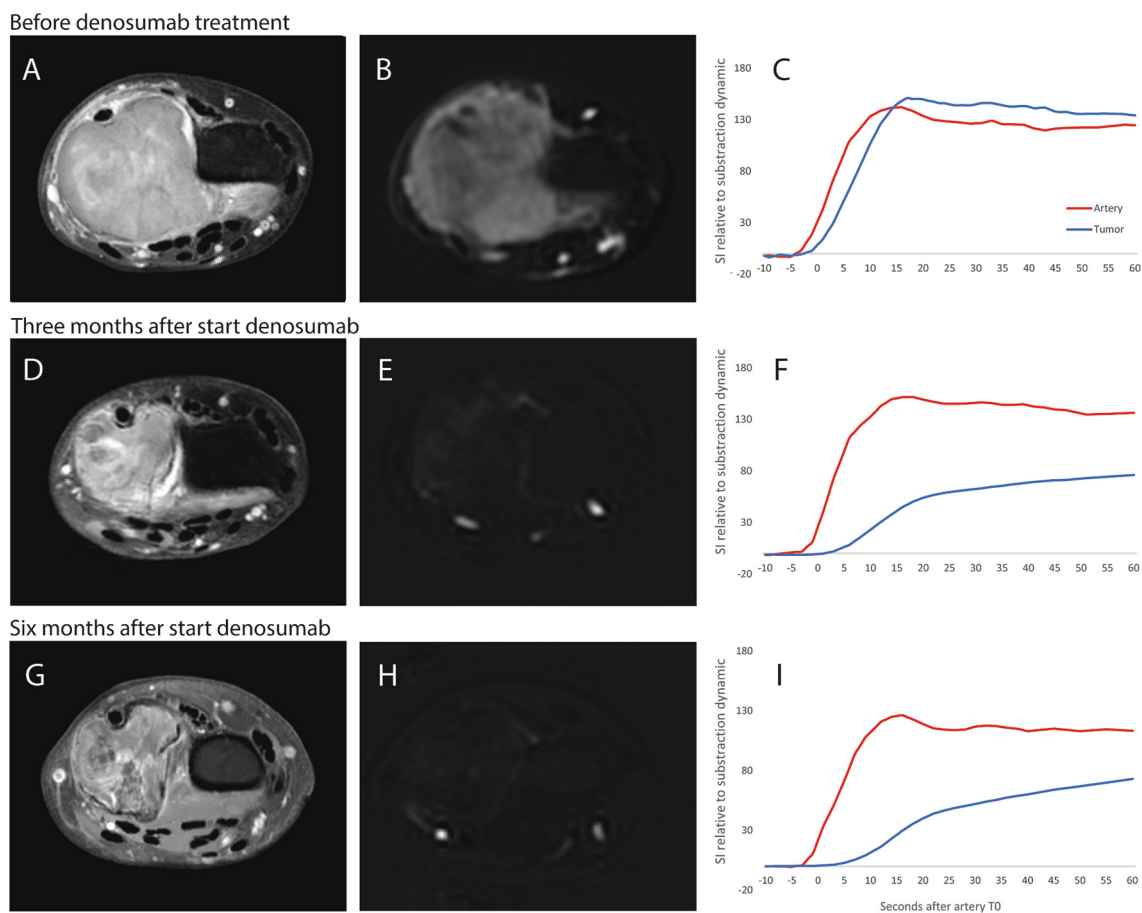 Before denosumab treatment
A
B
C
SI relative to substraction dynamic
180
130
80
30
-20
-10 -5 0 5 10 15 20 25 30 35 40 45 50 55 60
Artery
Tumor
Three months after start denosumab
D
E
F
SI relative to substraction dynamic
180
130
80
30
-20
-10 -5 0 5 10 15 20 25 30 35 40 45 50 55 60
Six months after start denosumab
G
H
I
SI relative to substraction dynamic
180
130
80
30
-20
-10 -5 0 5 10 15 20 25 30 35 40 45 50 55 60
Seconds after artery T0